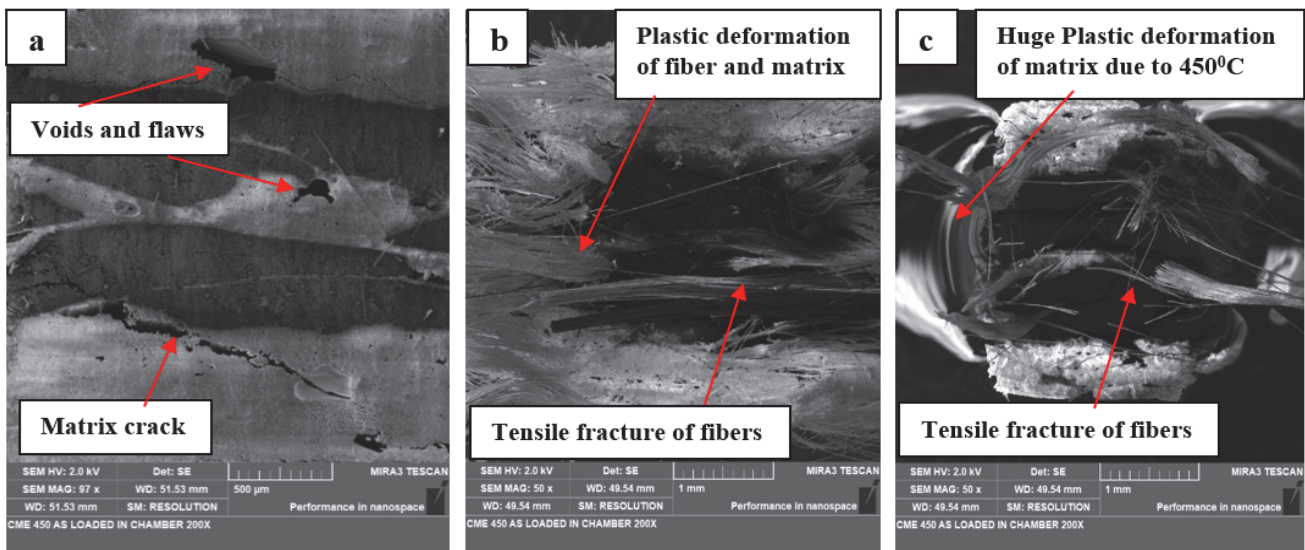 a
Voids and flaws
Matrix crack
SEM HV: 2.0 kV
Det: SE
MIRA3 TESCAN
SEM MAG: 97 x
WD: 51.53 mm
500 µm
WD: 51.53 mm
SM: RESOLUTION
Performance in nanospace
CME 450 AS LOADED IN CHAMBER 200X
b
Plastic deformation
of fiber and matrix
Tensile fracture of fibers
SEM HV: 2.0 kV
Det: SE
MIRA3 TESCAN
SEM MAG: 50 x
WD: 49.54 mm
1 mm
WD: 49.54 mm
SM: RESOLUTION
Performance in nanospace
CME 450 AS LOADED IN CHAMBER 200X
c
Huge Plastic deformation
of matrix due to 450⁰C
Tensile fracture of fibers
SEM HV: 2.0 kV
Det: SE
MIRA3 TESCAN
SEM MAG: 50 x
WD: 49.54 mm
1 mm
WD: 49.54 mm
SM: RESOLUTION
Performance in nanospace
CME 450 AS LOADED IN CHAMBER 200X